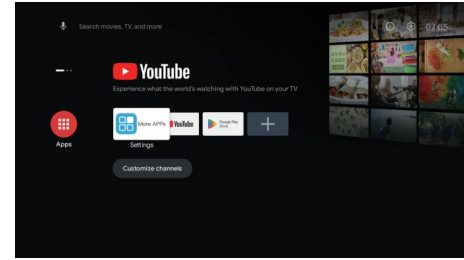 Search movies, TV, and more
02:05
YouTube
Experience what the world's watching with YouTube on your TV
More APPs
YouTube
Google Play
Store
Apps
Settings
Customize channels